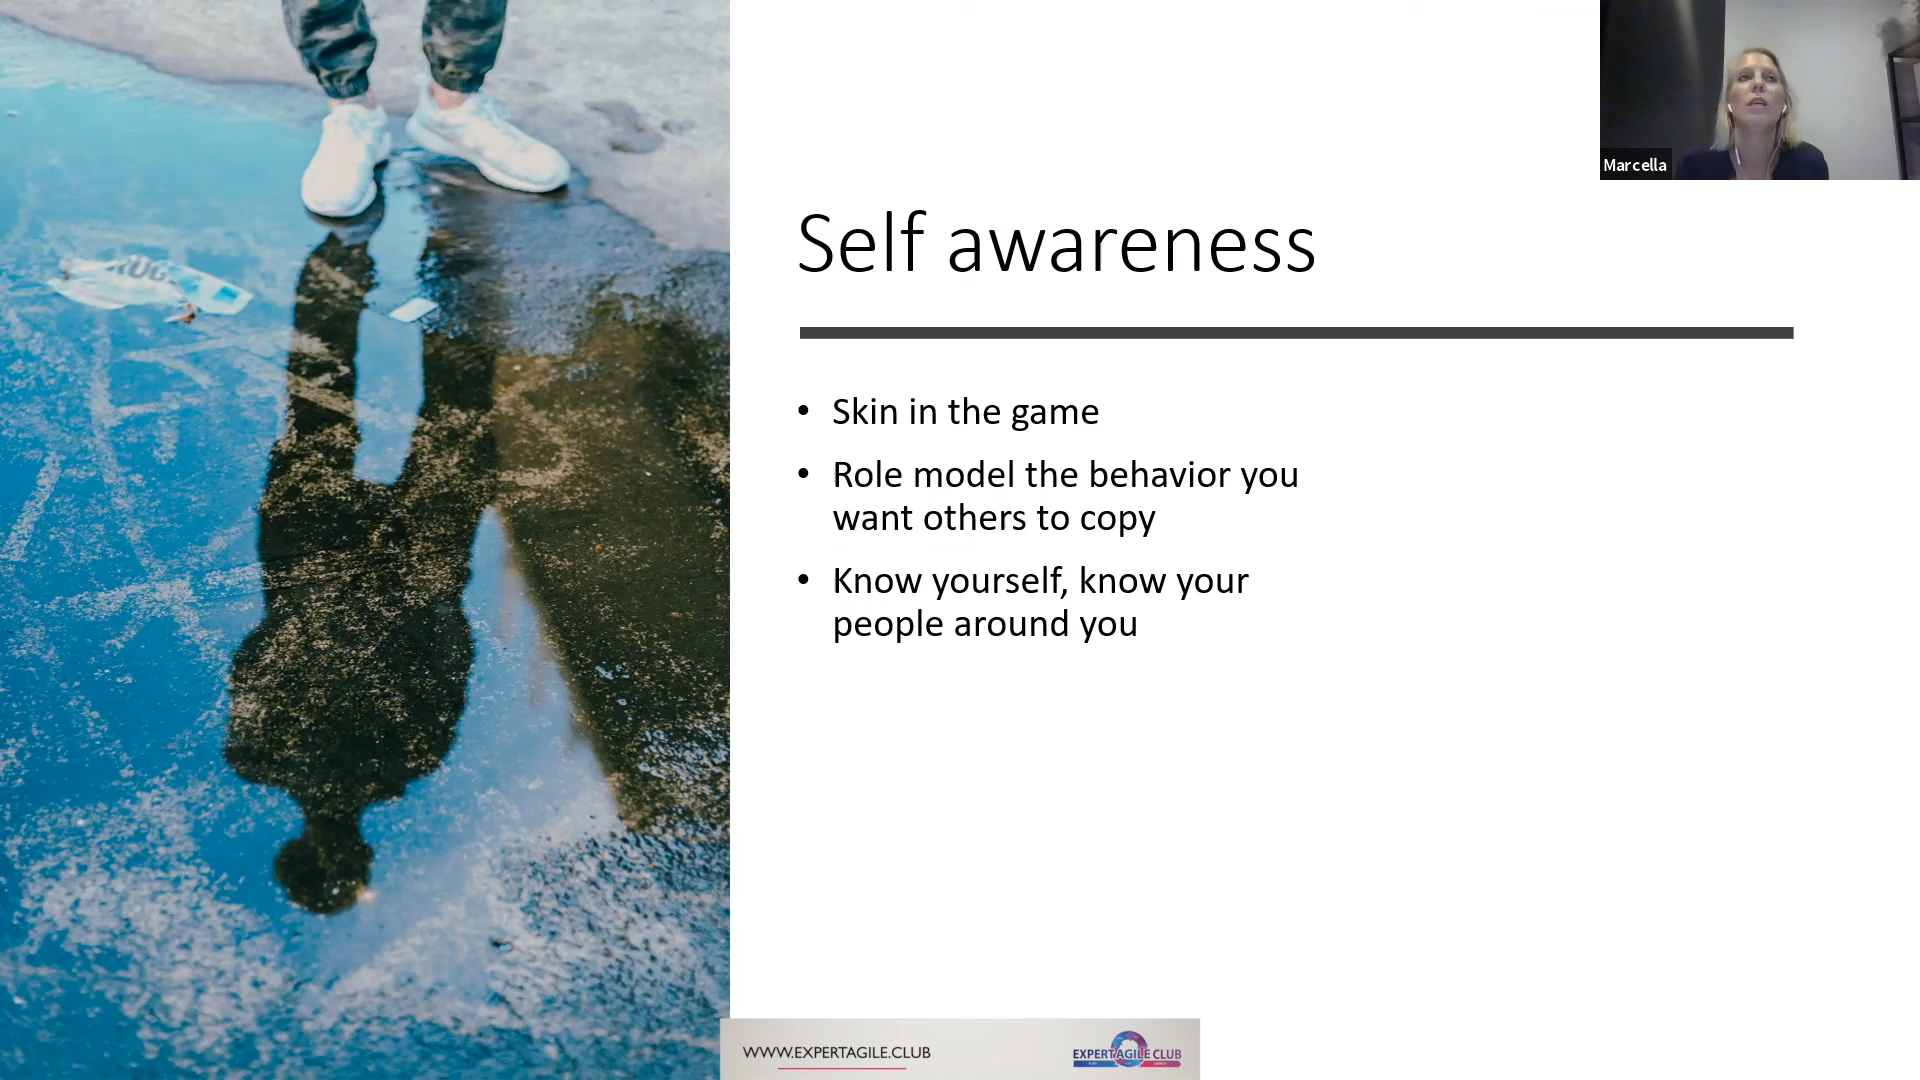 Marcella
Self awareness
• Skin in the game
• Role model the behavior you
want others to copy
• Know yourself, know your
people around you
WWW.EXPERTAGILE.CLUB
EXPERT AGILE CLUB